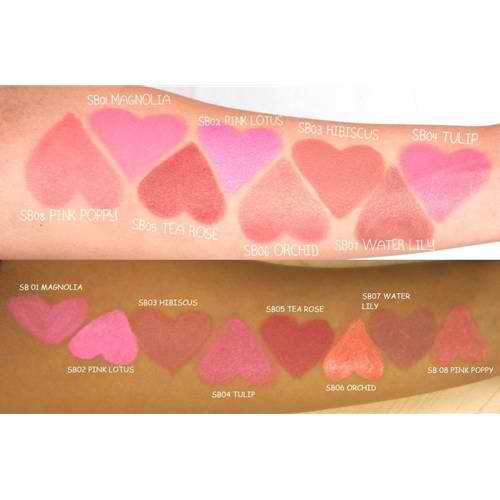 SB01 MAGNOLIA
SB02 PINK LOTUS
SB03 HIBISCUS
SB04 TULIP
SB08 PINK POPPY
SB05 TEA ROSE
SB06 ORCHID
SB07 WATER LILY
SB 01 MAGNOLIA
SB03 HIBISCUS
SB05 TEA ROSE
SB07 WATER
LILY
SB02 PINK LOTUS
SB04 TULIP
SB06 ORCHID
SB 08 PINK POPPY